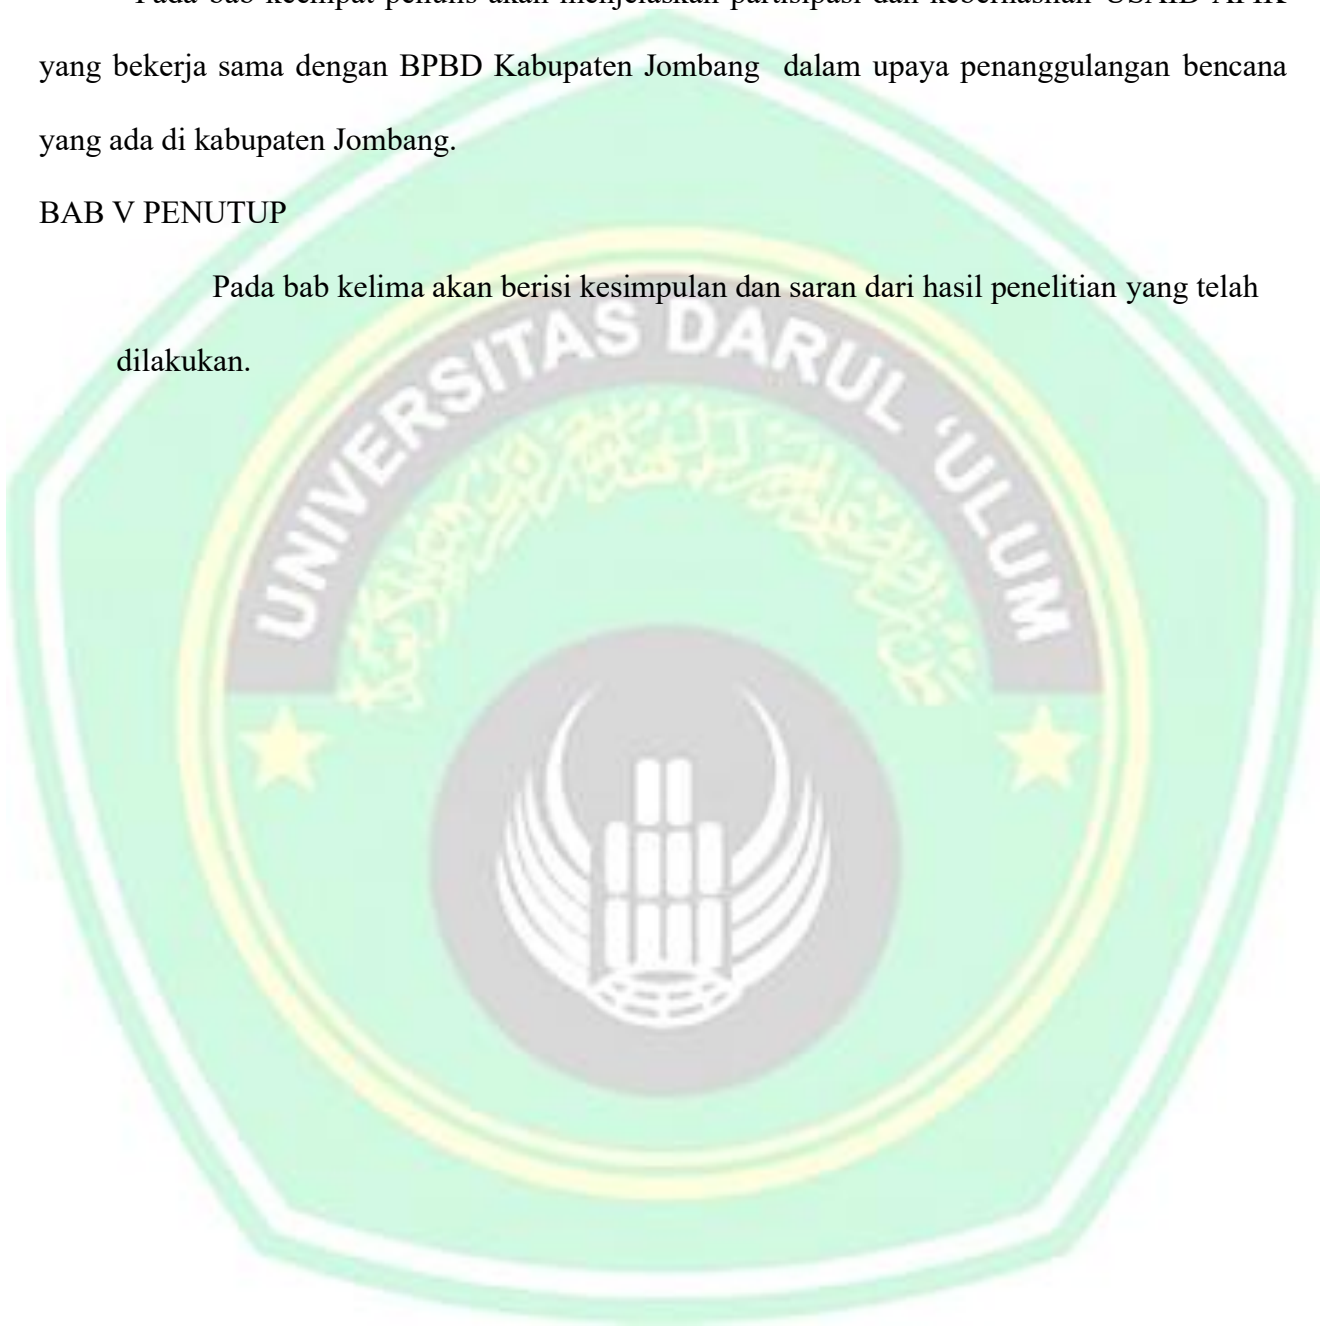 Pada bab keempat penulis akan menjelaskan partisipasi dan keberhasilan USAID APIK
yang bekerja sama dengan BPBD Kabupaten Jombang dalam upaya penanggulangan bencana
yang ada di kabupaten Jombang.
BAB V PENUTUP
Pada bab kelima akan berisi kesimpulan dan saran dari hasil penelitian yang telah
dilakukan.
UNIVERSITAS DARUL 'ULUM